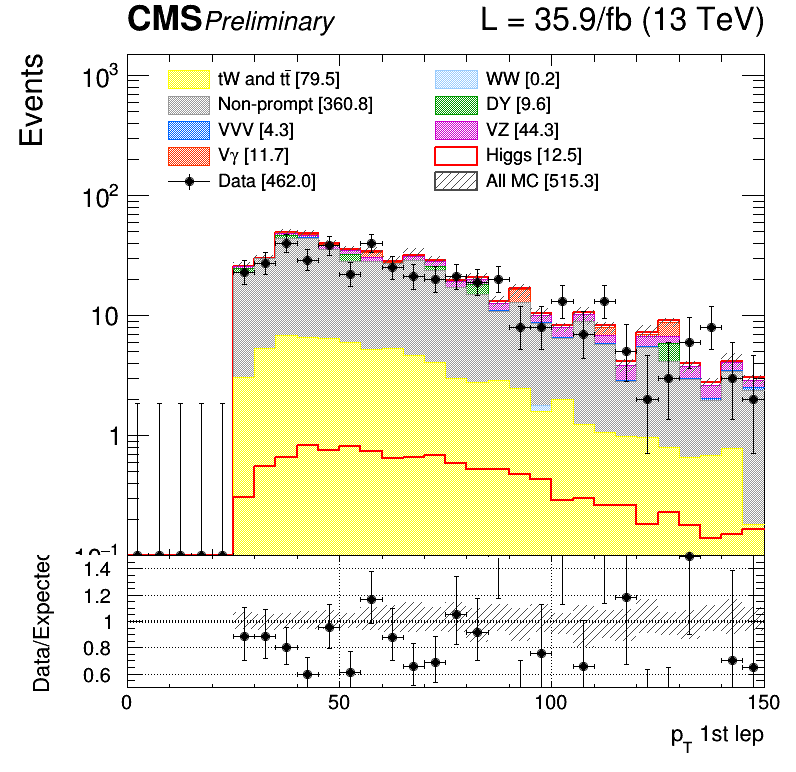 CMS Preliminary L = 35.9/fb (13 TeV)
Events
10³
10²
10
1
10⁻¹
tW and tt̄ [79.5] WW [0.2]
Non-prompt [360.8] DY [9.6]
VVV [4.3] VZ [44.3]
Vγ [11.7] Higgs [12.5]
Data [462.0] All MC [515.3]
Data/Expected
1.4
1.2
1
0.8
0.6
0 50 100 150
p_T 1st lep